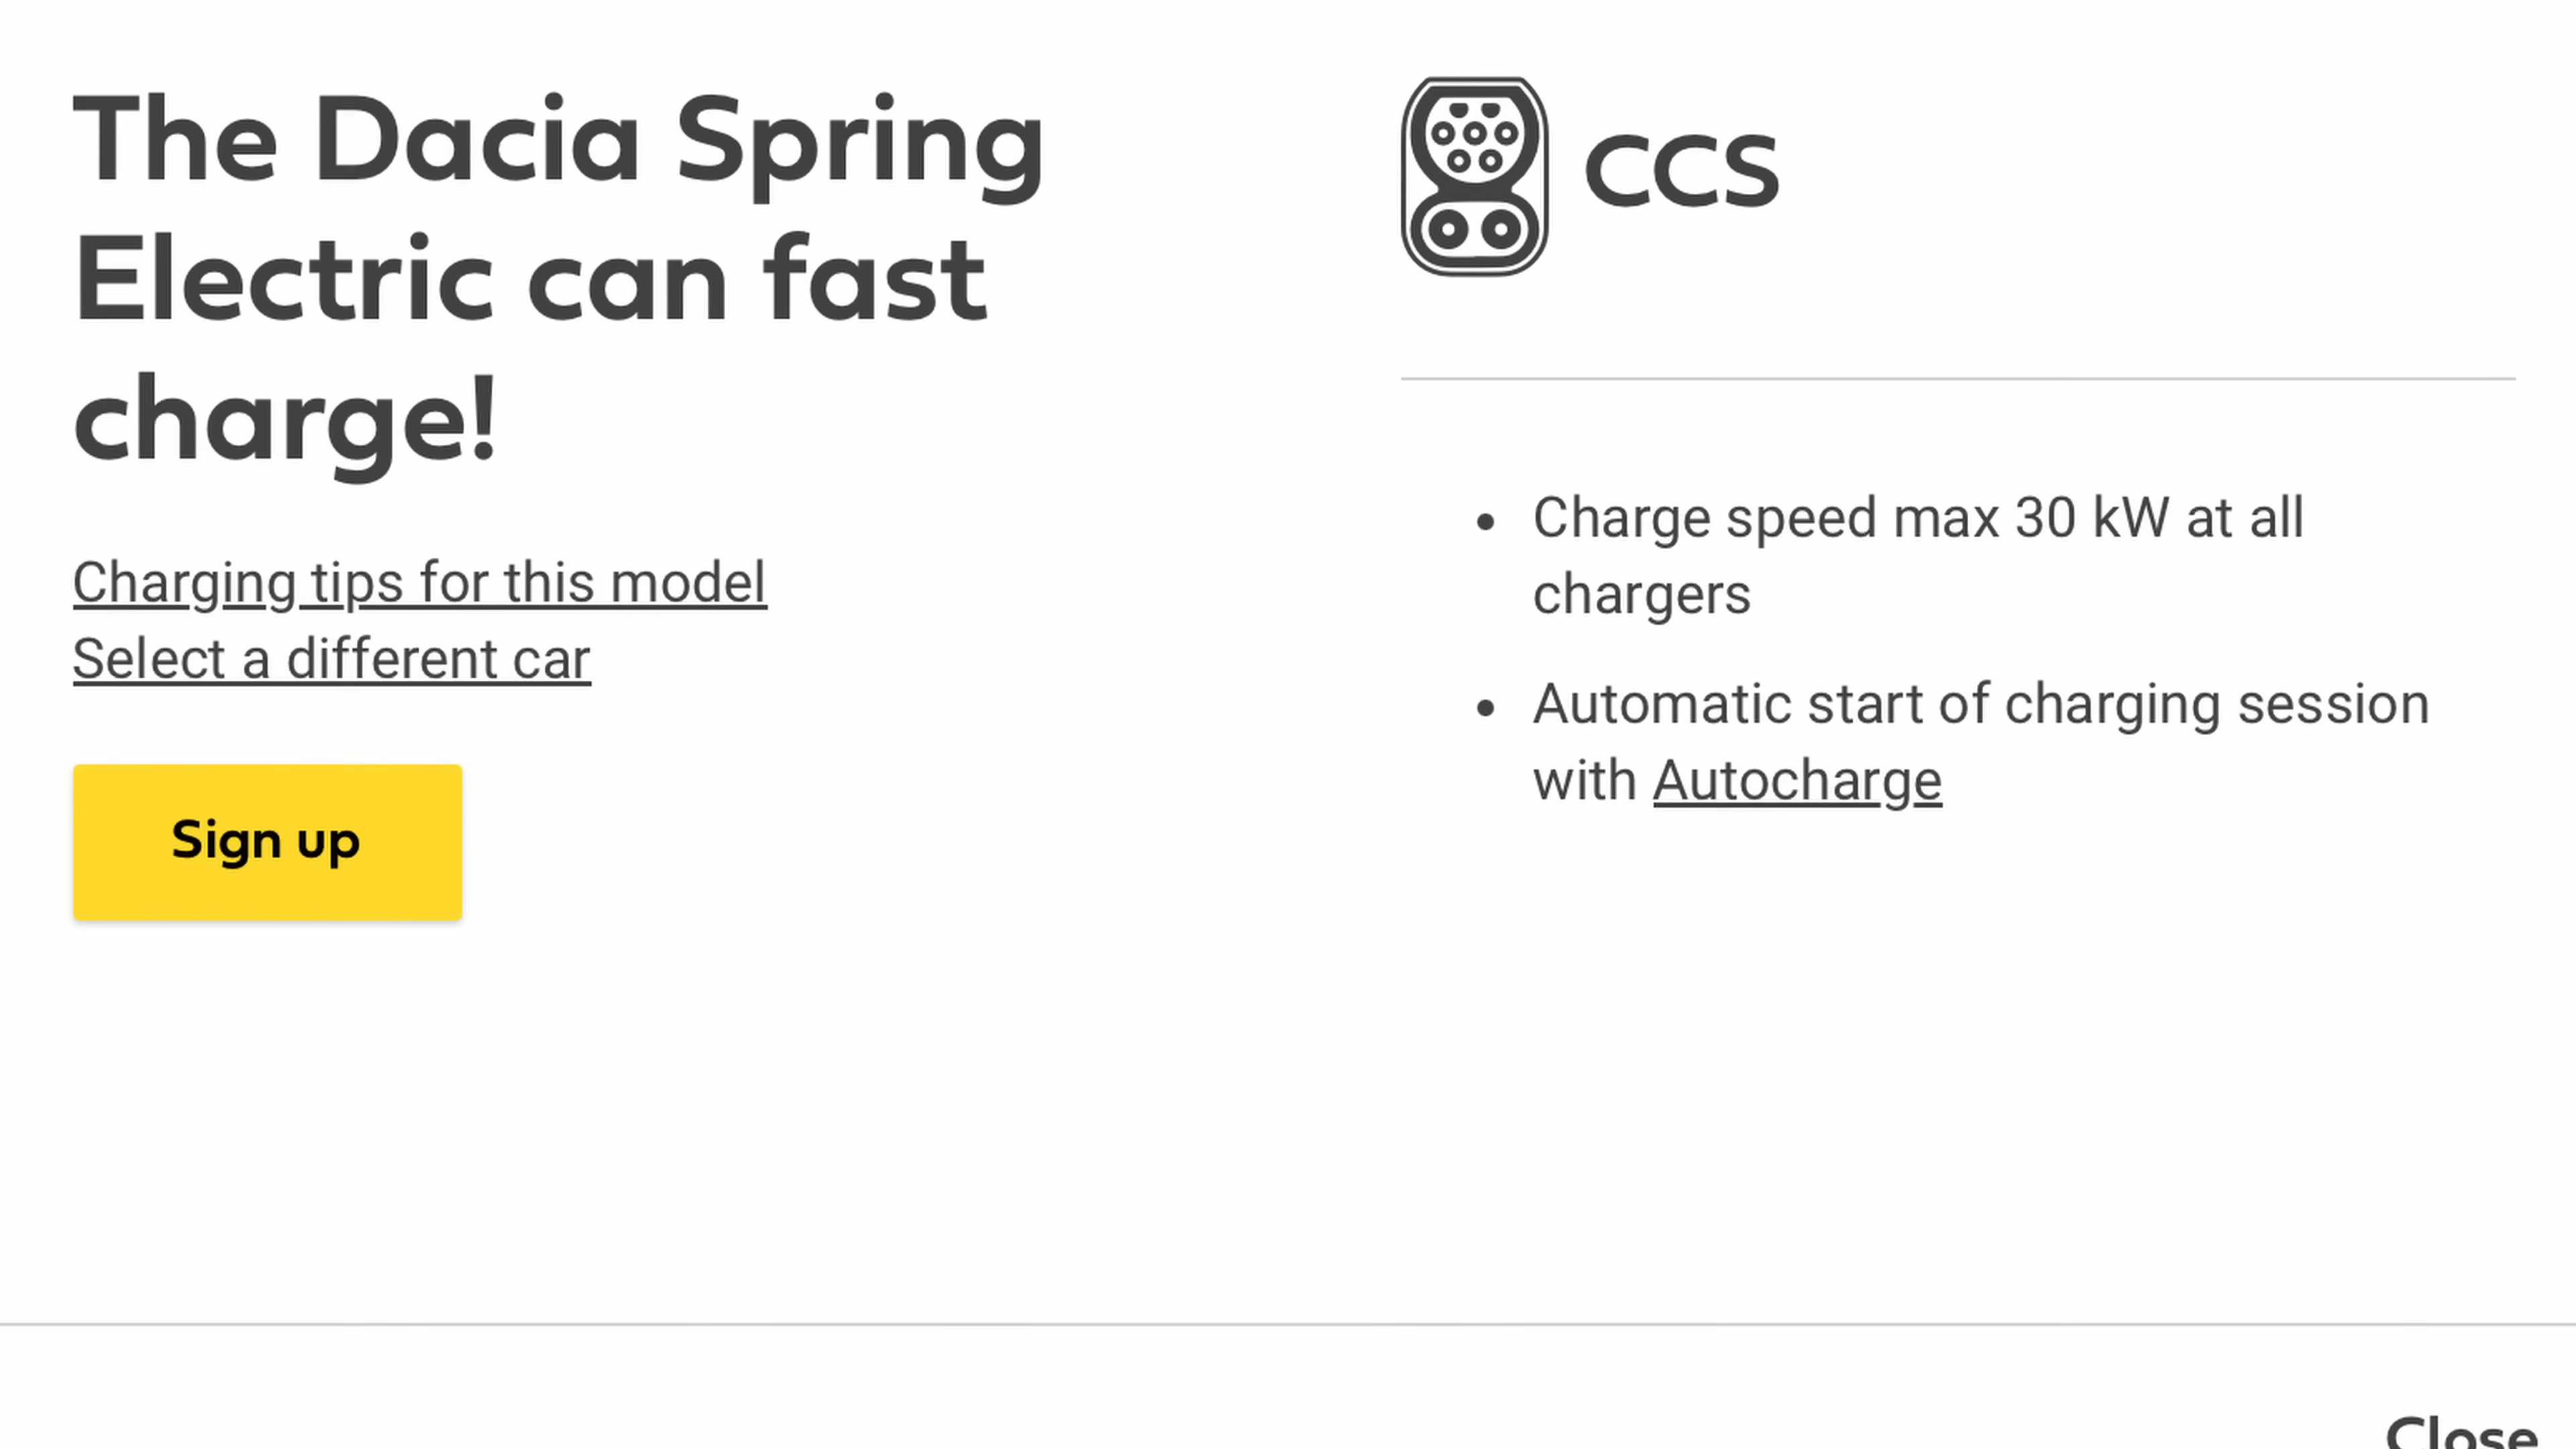 The Dacia Spring
Electric can fast
charge!
Charging tips for this model
Select a different car
Sign up
CCS
Charge speed max 30 kW at all
chargers
Automatic start of charging session
with Autocharge
Close